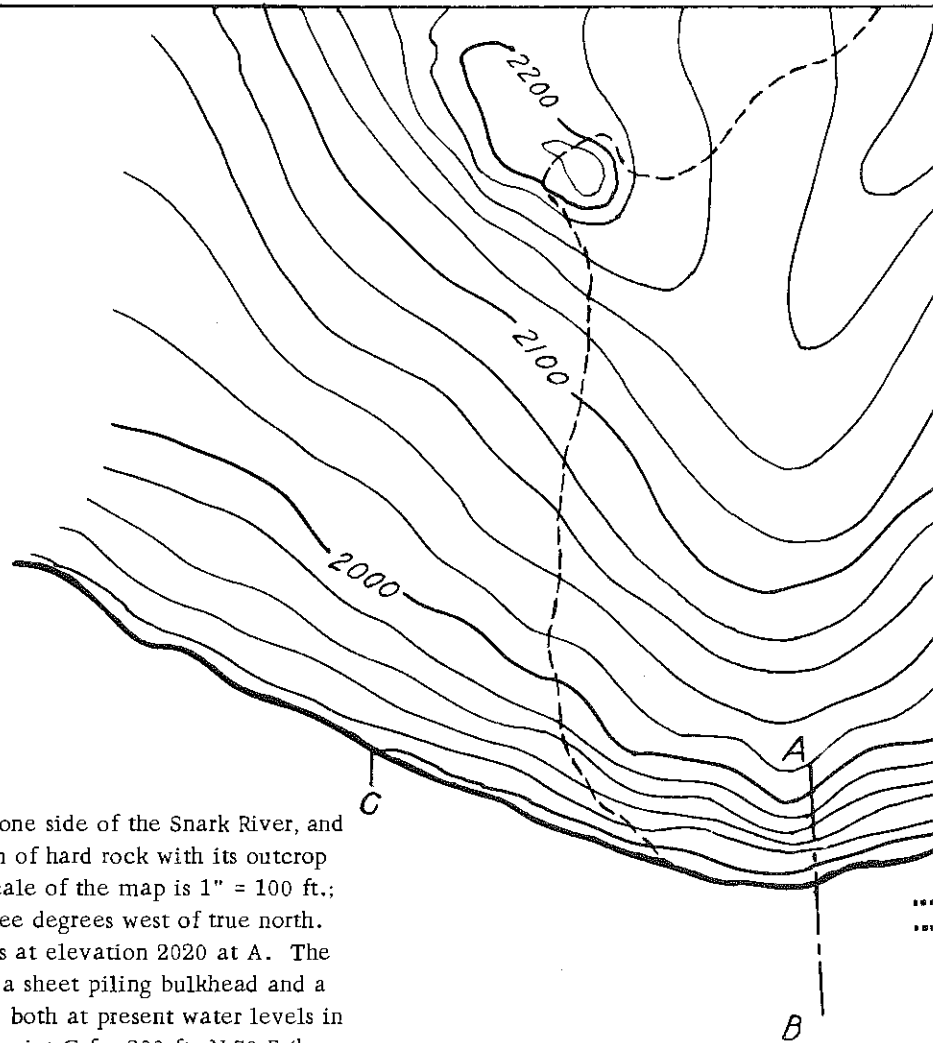 2200
2100
2000
A
C
one side of the Snark River, and
of hard rock with its outcrop
ale of the map is 1" = 100 ft.;
ee degrees west of true north.
s at elevation 2020 at A. The
a sheet piling bulkhead and a
both at present water levels in
B